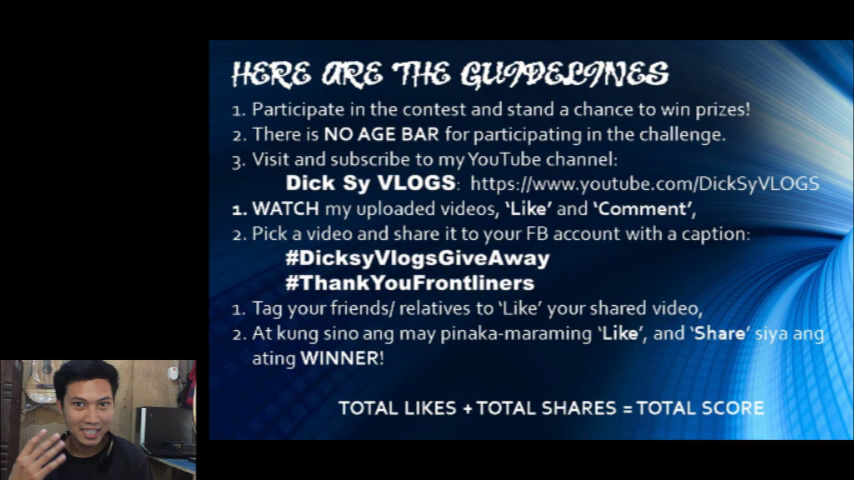 HERE ARE THE GUIDELINES
1. Participate in the contest and stand a chance to win prizes!
2. There is NO AGE BAR for participating in the challenge.
3. Visit and subscribe to my YouTube channel:
Dick Sy VLOGS: https://www.youtube.com/DickSyVLOGS
1. WATCH my uploaded videos, ‘Like’ and ‘Comment’,
2. Pick a video and share it to your FB account with a caption:
#DicksyVlogsGiveAway
#ThankYouFrontliners
1. Tag your friends/ relatives to ‘Like’ your shared video,
2. At kung sino ang may pinaka-maraming ‘Like’, and ‘Share’ siya ang
ating WINNER!
TOTAL LIKES + TOTAL SHARES = TOTAL SCORE